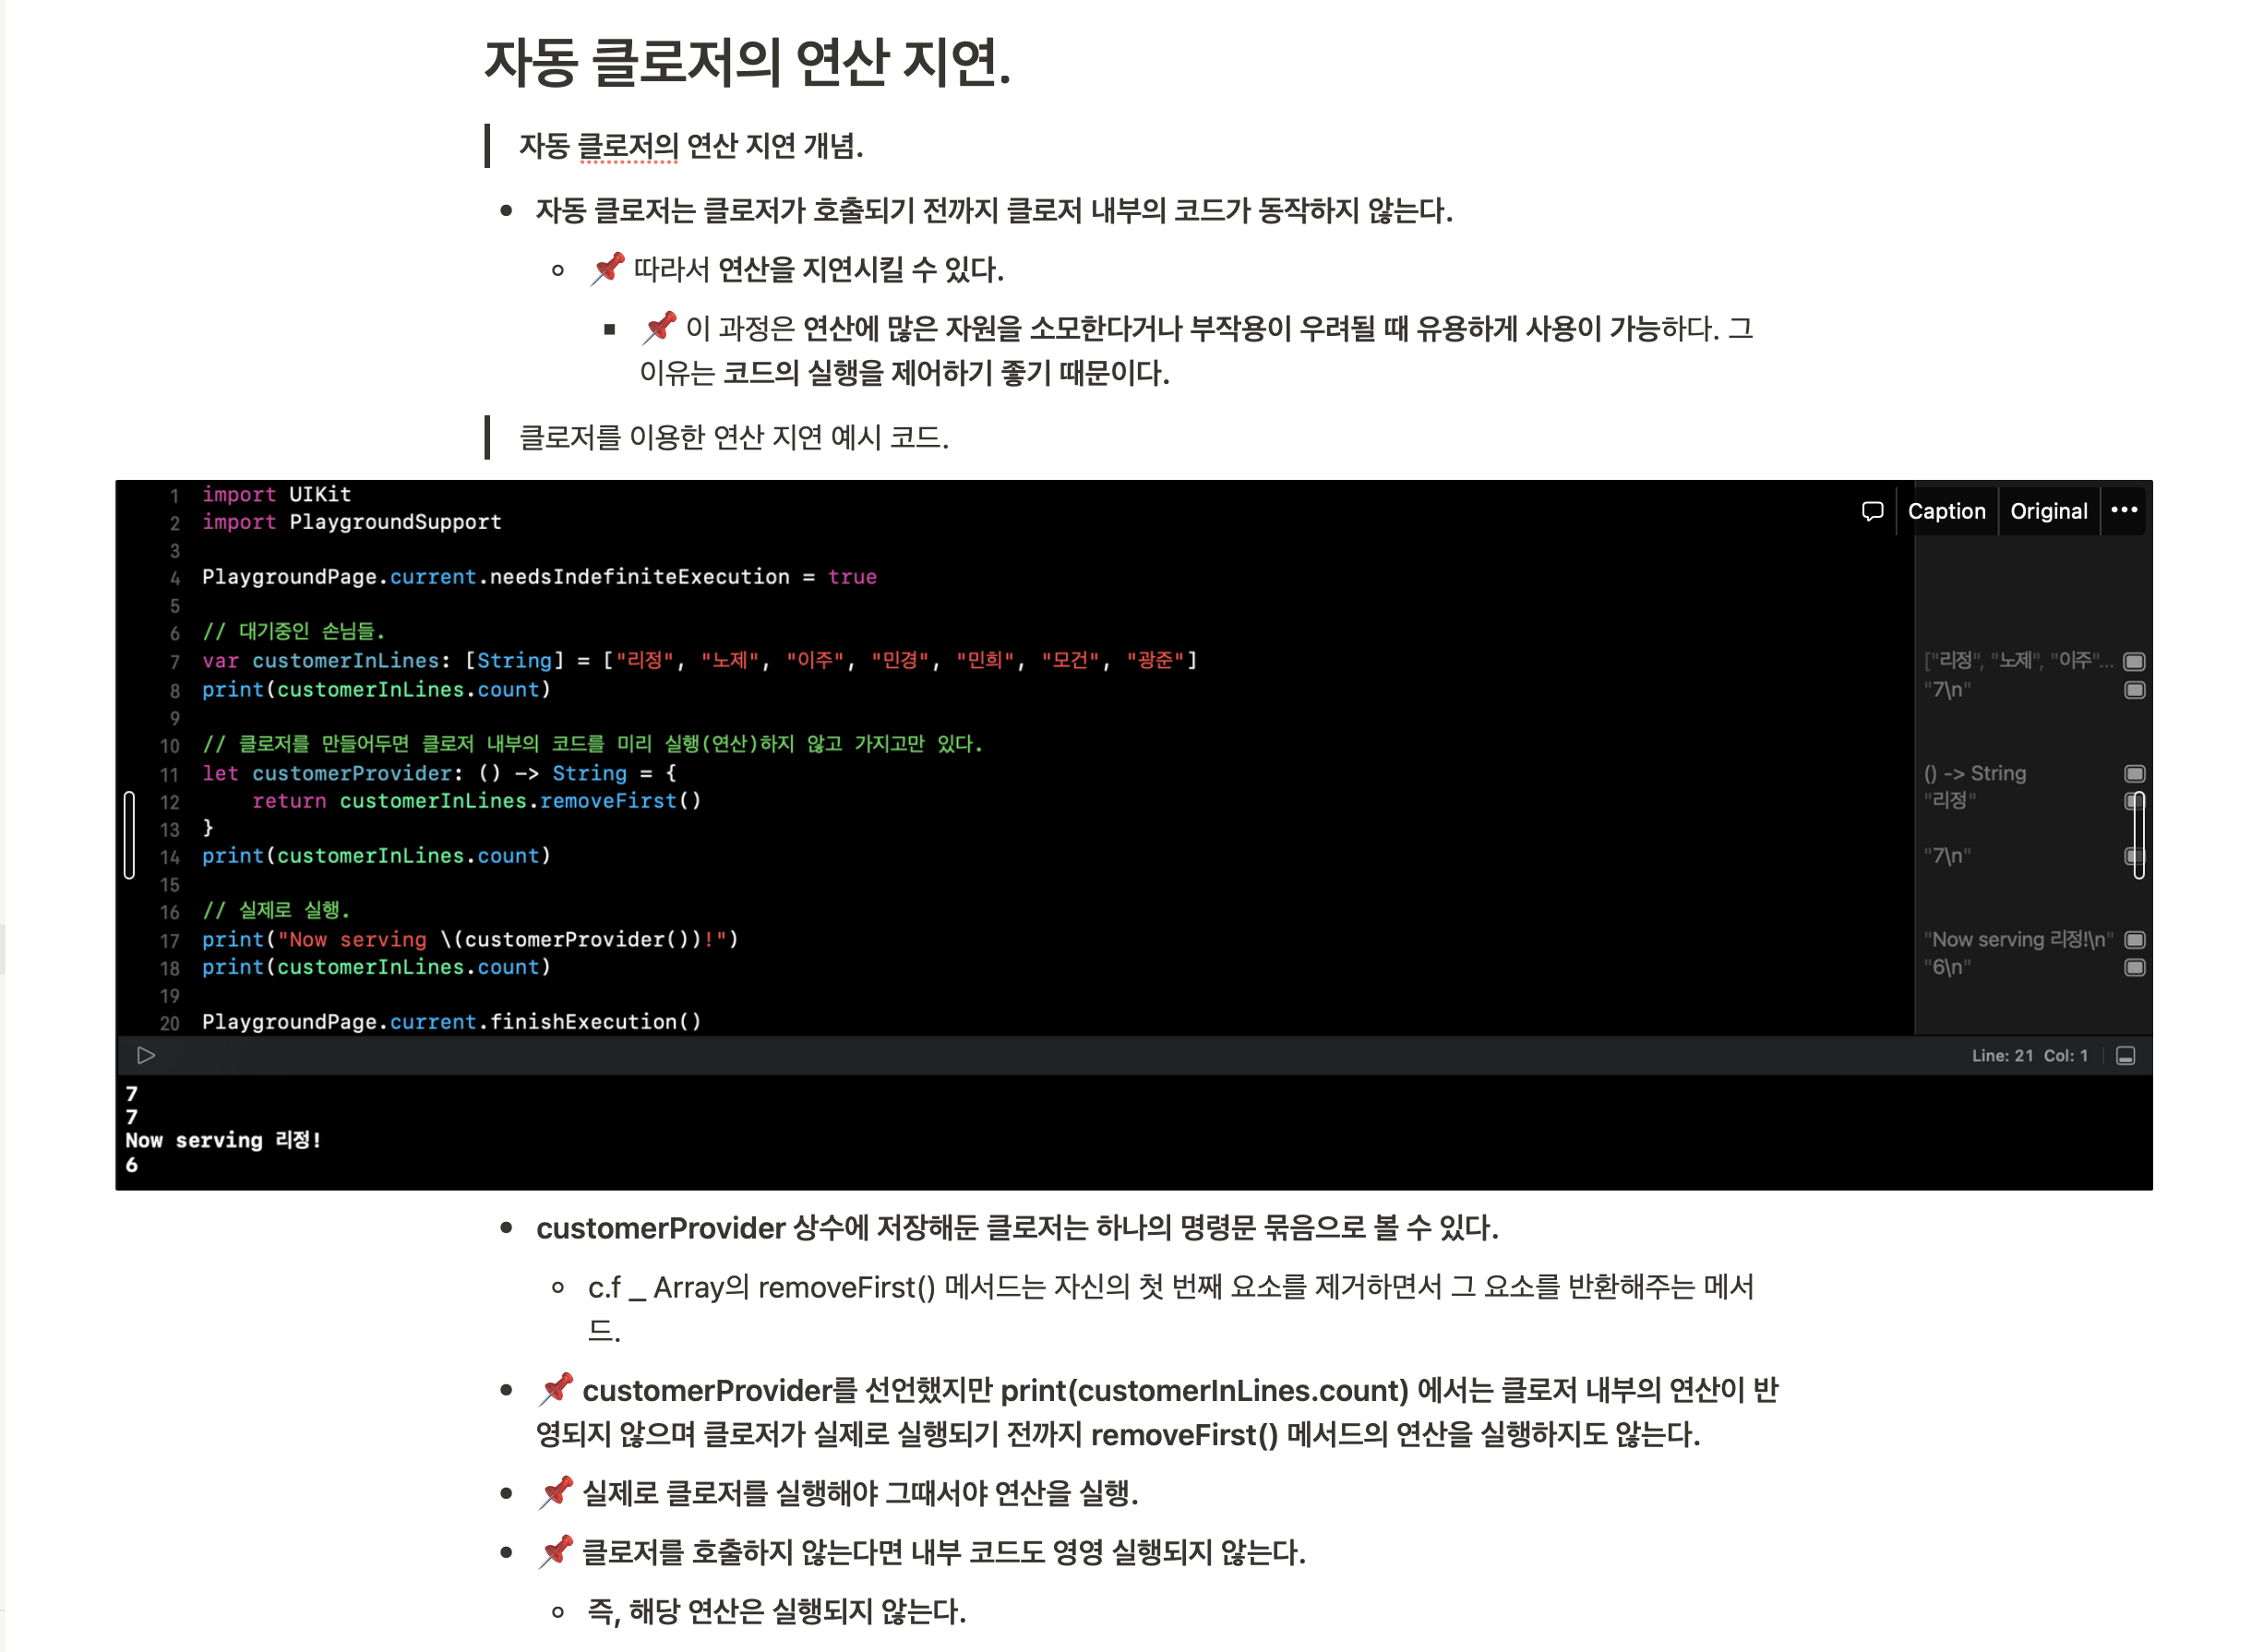 자동 클로저의 연산 지연.
자동 클로저의 연산 지연 개념.
자동 클로저는 클로저가 호출되기 전까지 클로저 내부의 코드가 동작하지 않는다.
📌 따라서 연산을 지연시킬 수 있다.
📌 이 과정은 연산에 많은 자원을 소모한다거나 부작용이 우려될 때 유용하게 사용이 가능하다. 그
이유는 코드의 실행을 제어하기 좋기 때문이다.
클로저를 이용한 연산 지연 예시 코드.
Caption Original •••
1 import UIKit
2 import PlaygroundSupport
3
4 PlaygroundPage.current.needsIndefiniteExecution = true
5
6 // 대기중인 손님들.
7 var customerInLines: [String] = ["리정", "노제", "이주", "민경", "민희", "모건", "광준"] ["리정", "노제", "이주"...
8 print(customerInLines.count) "7\n"
9
10 // 클로저를 만들어두면 클로저 내부의 코드를 미리 실행(연산)하지 않고 가지고만 있다.
11 let customerProvider: () -> String = { () -> String
12 return customerInLines.removeFirst() "리정"
13 }
14 print(customerInLines.count) "7\n"
15
16 // 실제로 실행.
17 print("Now serving \(customerProvider())!") "Now serving 리정!\n"
18 print(customerInLines.count) "6\n"
19
20 PlaygroundPage.current.finishExecution()
Line: 21 Col: 1
7
7
Now serving 리정!
6
customerProvider 상수에 저장해둔 클로저는 하나의 명령문 묶음으로 볼 수 있다.
c.f _ Array의 removeFirst() 메서드는 자신의 첫 번째 요소를 제거하면서 그 요소를 반환해주는 메서
드.
📌 customerProvider를 선언했지만 print(customerInLines.count) 에서는 클로저 내부의 연산이 반
영되지 않으며 클로저가 실제로 실행되기 전까지 removeFirst() 메서드의 연산을 실행하지도 않는다.
📌 실제로 클로저를 실행해야 그때서야 연산을 실행.
📌 클로저를 호출하지 않는다면 내부 코드도 영영 실행되지 않는다.
즉, 해당 연산은 실행되지 않는다.